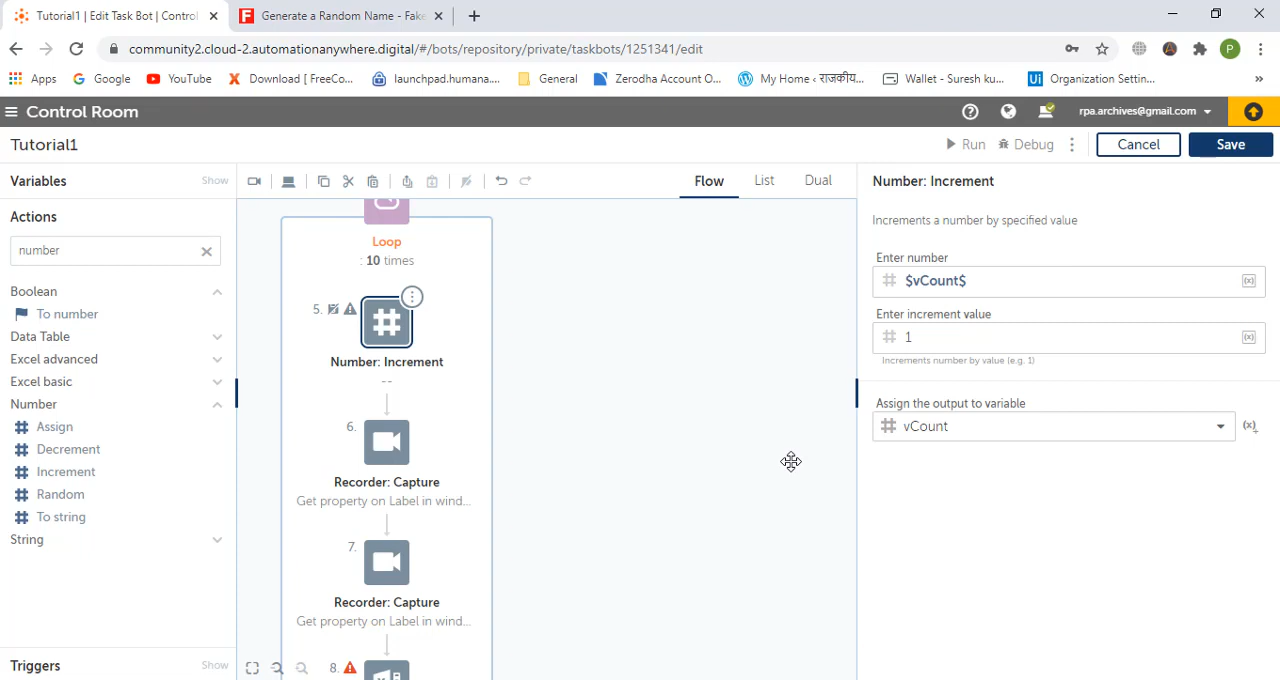 Tutorial1 | Edit Task Bot | Control
Generate a Random Name - Fake
community2.cloud-2.automationanywhere.digital/#/bots/repository/private/taskbots/1251341/edit
P
Apps
Google
YouTube
Download [ FreeCo...
launchpad.humana....
General
Zerodha Account O...
My Home ‹ राजकीय...
Wallet - Suresh ku...
Organization Settin...
»
Control Room
rpa.archives@gmail.com
Tutorial1
Run
Debug
Cancel
Save
Variables
Show
Flow
List
Dual
Number: Increment
Actions
Increments a number by specified value
number
Loop
: 10 times
Enter number
$vCount$
Boolean
To number
5.
Enter increment value
1
Increments number by value (e.g. 1)
Data Table
Excel advanced
Excel basic
Number
Number: Increment
--
Assign the output to variable
vCount
Assign
Decrement
Increment
Random
To string
String
6.
Recorder: Capture
Get property on Label in wind...
7.
Recorder: Capture
Get property on Label in wind...
8.
Triggers
Show